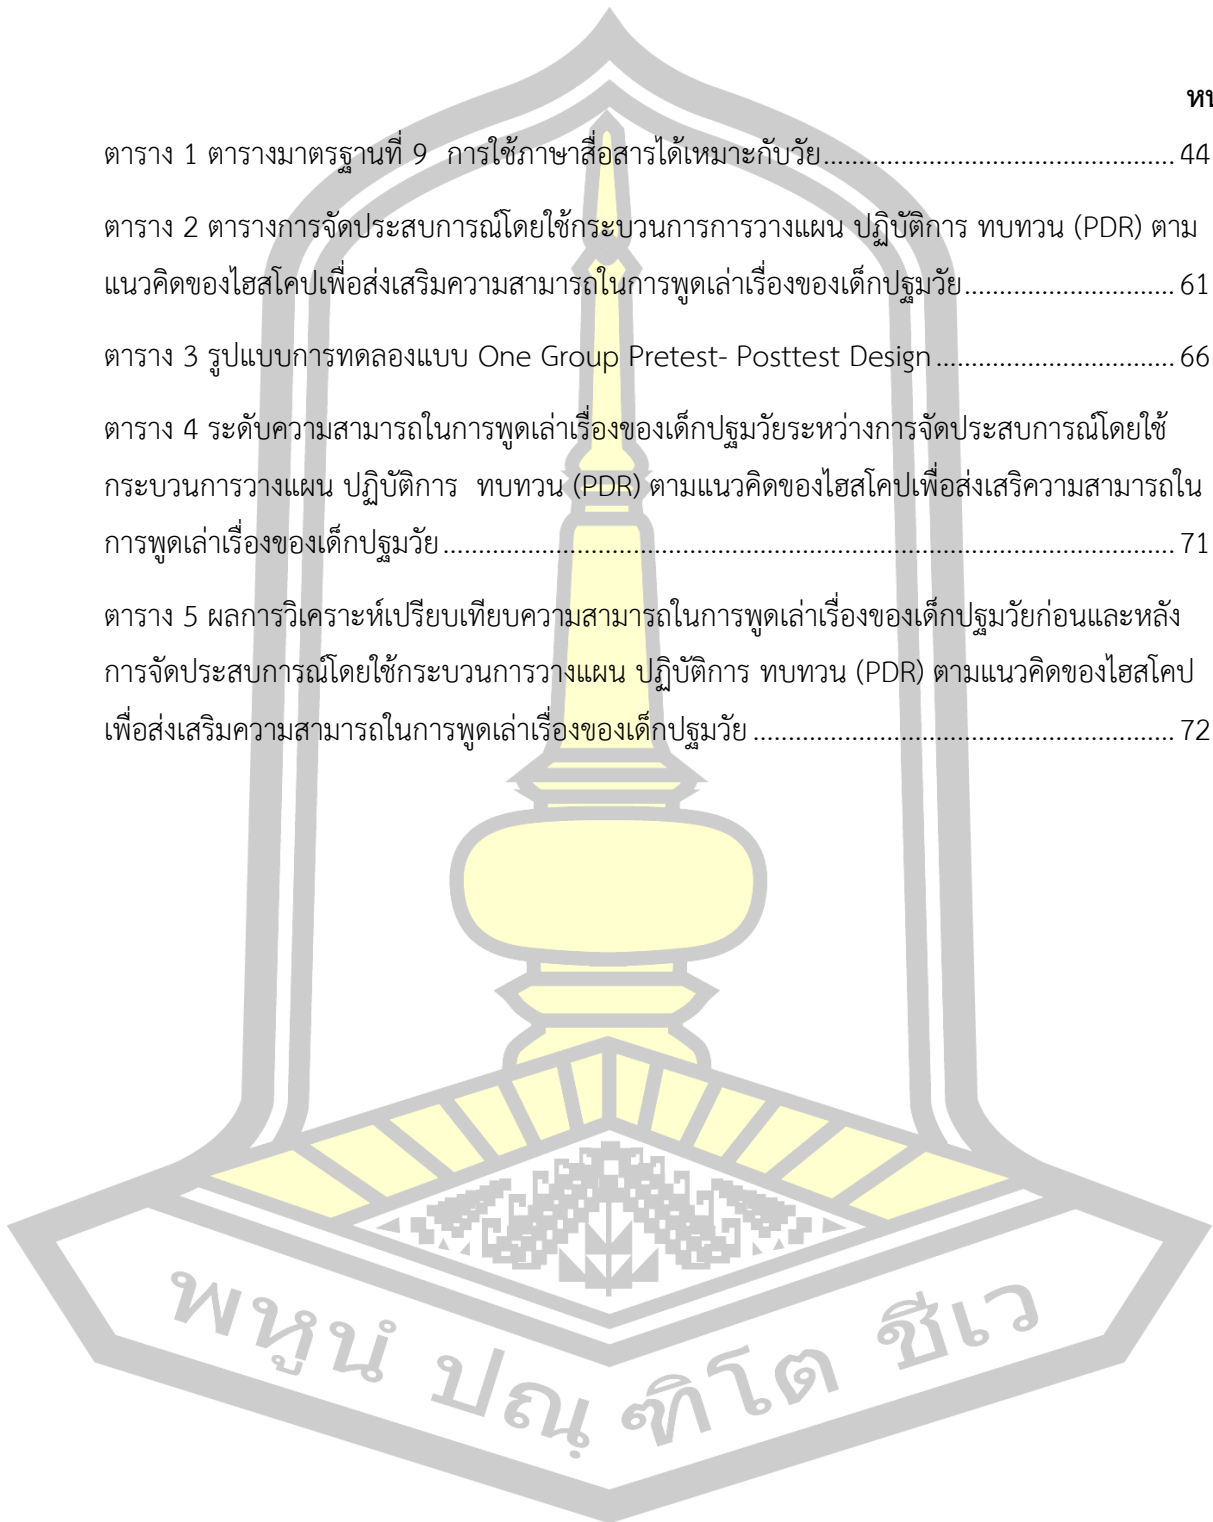 ตาราง 1 ตารางมาตรฐานที่ 9 การใช้ภาษาสื่อสารได้เหมาะกับวัย............................................ 44
ตาราง 2 ตารางการจัดประสบการณ์โดยใช้กระบวนการการวางแผน ปฏิบัติการ ทบทวน (PDR) ตาม
แนวคิดของไฮสโคปเพื่อส่งเสริมความสามารถในการพูดเล่าเรื่องของเด็กปฐมวัย.......................... 61
ตาราง 3 รูปแบบการทดลองแบบ One Group Pretest- Posttest Design.............................. 66
ตาราง 4 ระดับความสามารถในการพูดเล่าเรื่องของเด็กปฐมวัยระหว่างการจัดประสบการณ์โดยใช้
กระบวนการวางแผน ปฏิบัติการ ทบทวน (PDR) ตามแนวคิดของไฮสโคปเพื่อส่งเสริความสามารถใน
การพูดเล่าเรื่องของเด็กปฐมวัย............................................................................................ 71
ตาราง 5 ผลการวิเคราะห์เปรียบเทียบความสามารถในการพูดเล่าเรื่องของเด็กปฐมวัยก่อนและหลัง
การจัดประสบการณ์โดยใช้กระบวนการวางแผน ปฏิบัติการ ทบทวน (PDR) ตามแนวคิดของไฮสโคป
เพื่อส่งเสริมความสามารถในการพูดเล่าเรื่องของเด็กปฐมวัย..................................................... 72
พหูนํ ปณฺฑิโต ชีเว